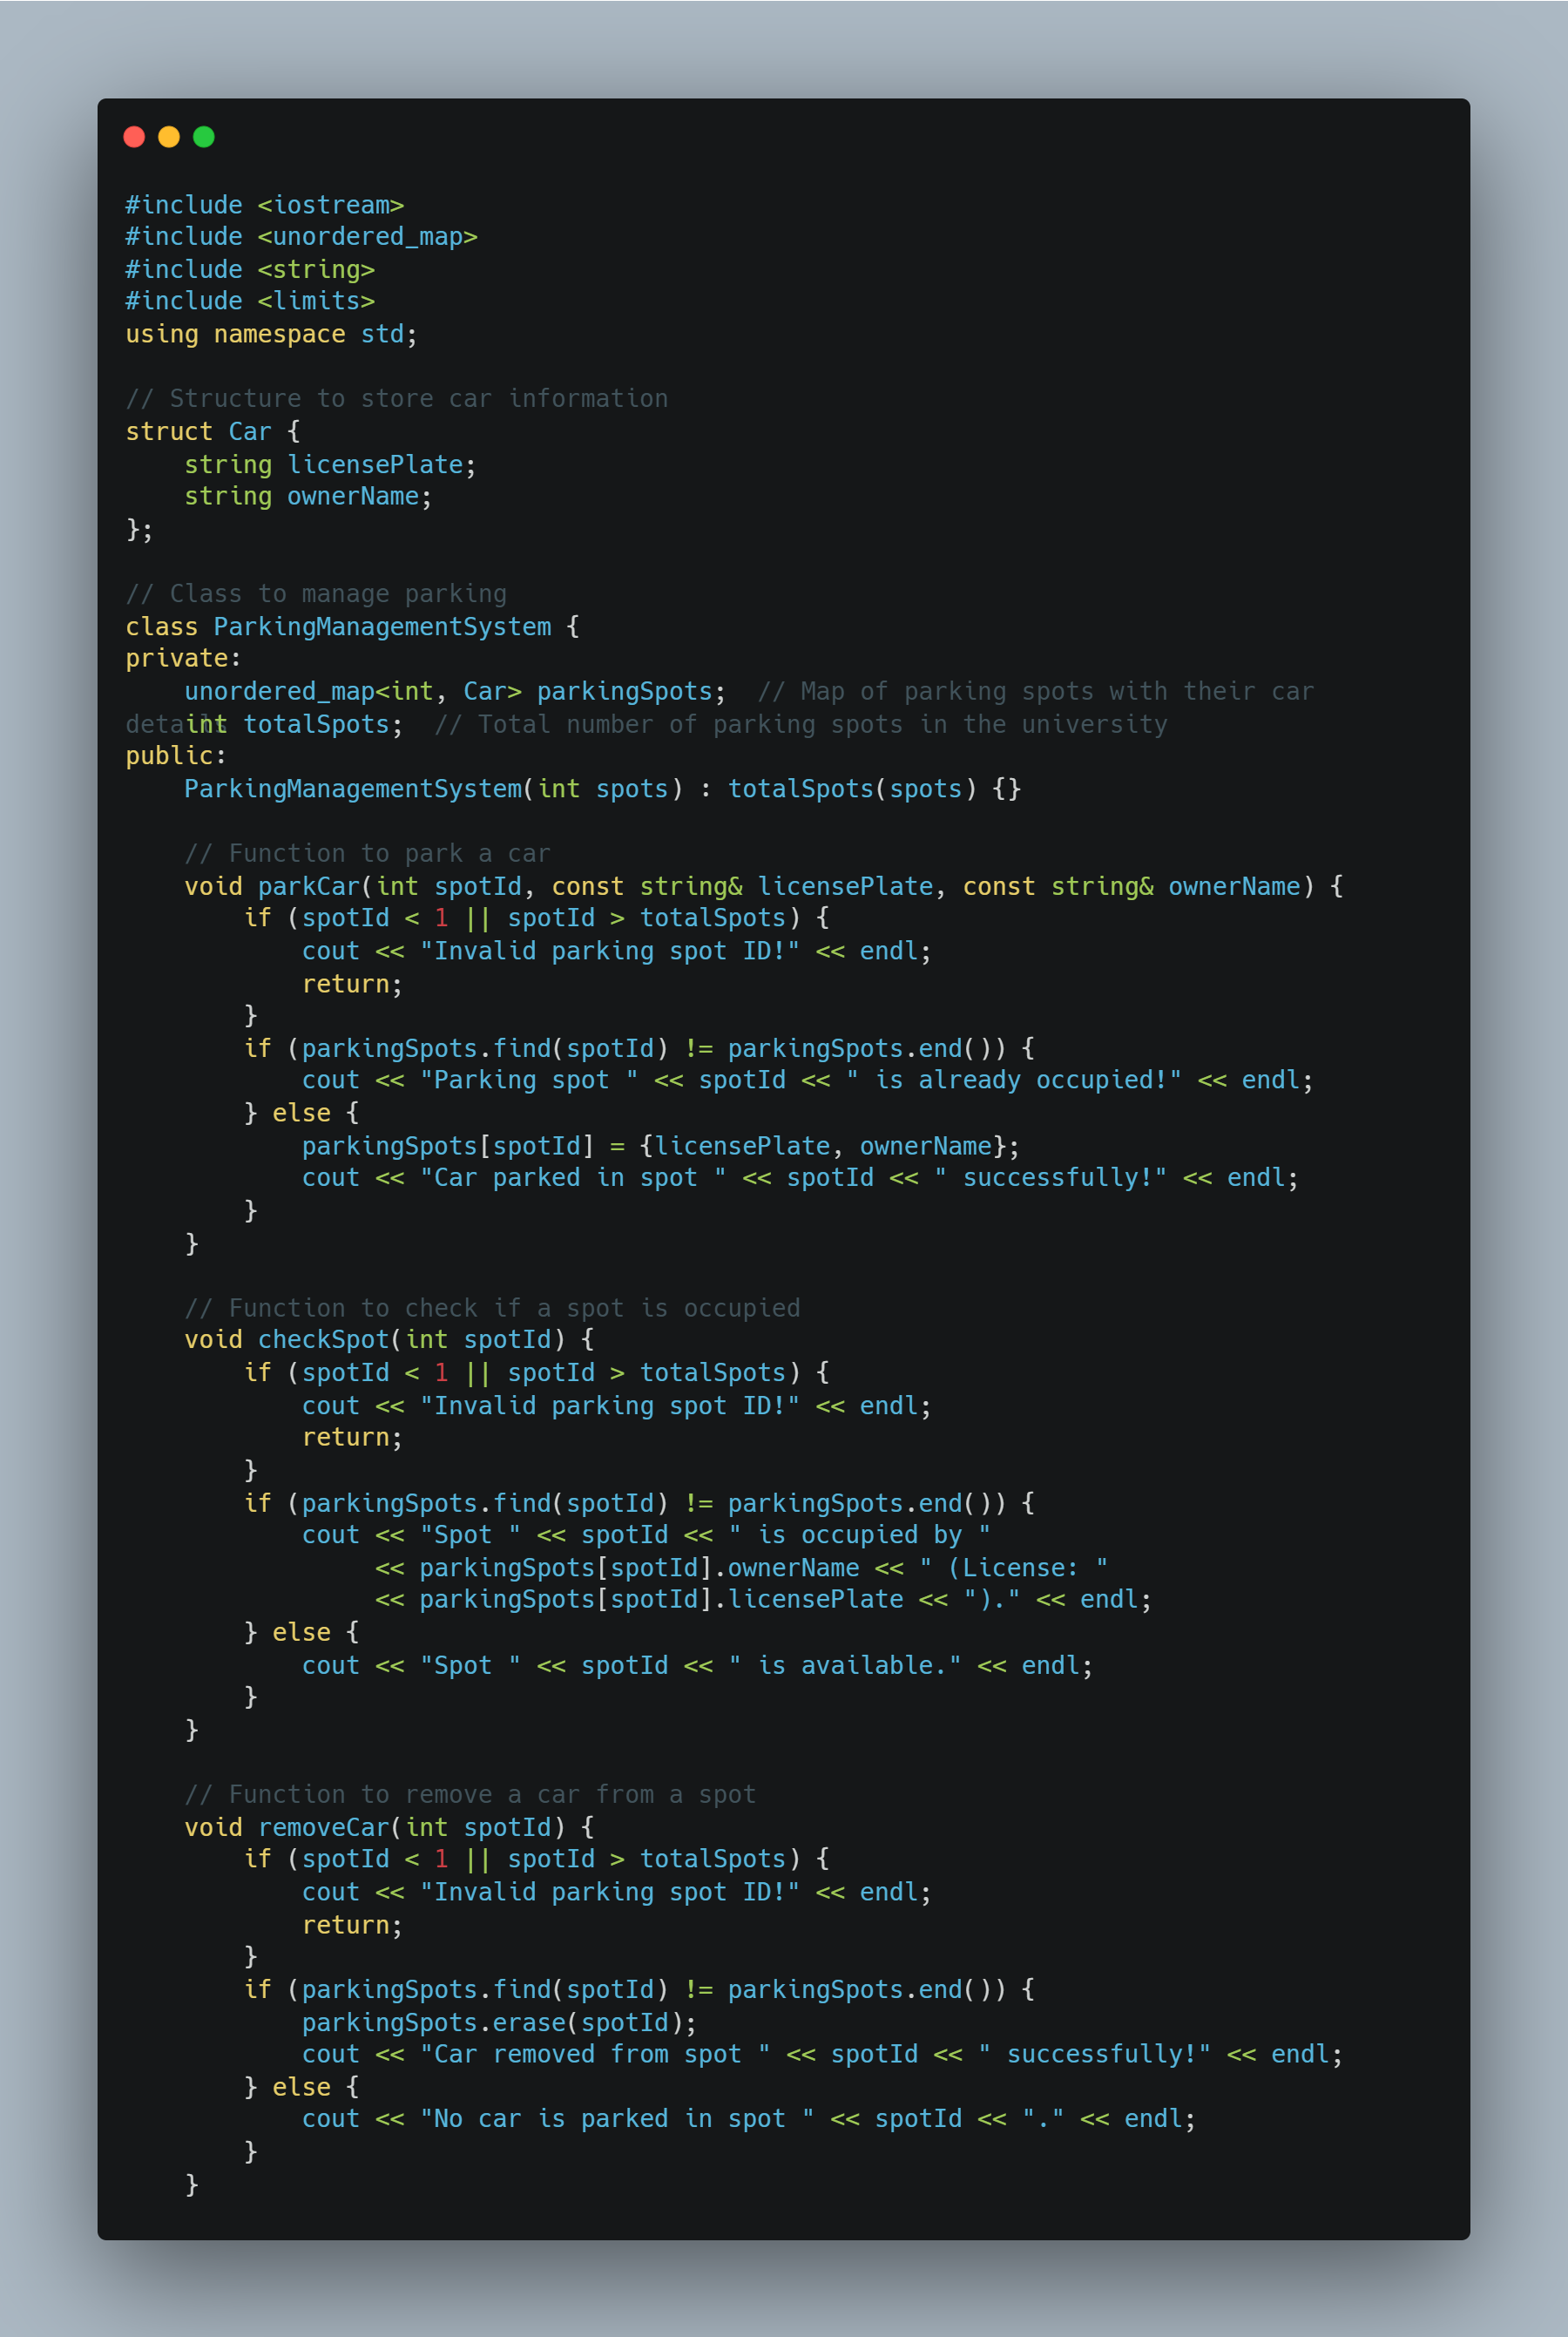 #include <iostream>
#include <unordered_map>
#include <string>
#include <limits>
using namespace std;

// Structure to store car information
struct Car {
    string licensePlate;
    string ownerName;
};

// Class to manage parking
class ParkingManagementSystem {
private:
    unordered_map<int, Car> parkingSpots;  // Map of parking spots with their car
details
    int totalSpots;  // Total number of parking spots in the university
public:
    ParkingManagementSystem(int spots) : totalSpots(spots) {}

    // Function to park a car
    void parkCar(int spotId, const string& licensePlate, const string& ownerName) {
        if (spotId < 1 || spotId > totalSpots) {
            cout << "Invalid parking spot ID!" << endl;
            return;
        }
        if (parkingSpots.find(spotId) != parkingSpots.end()) {
            cout << "Parking spot " << spotId << " is already occupied!" << endl;
        } else {
            parkingSpots[spotId] = {licensePlate, ownerName};
            cout << "Car parked in spot " << spotId << " successfully!" << endl;
        }
    }

    // Function to check if a spot is occupied
    void checkSpot(int spotId) {
        if (spotId < 1 || spotId > totalSpots) {
            cout << "Invalid parking spot ID!" << endl;
            return;
        }
        if (parkingSpots.find(spotId) != parkingSpots.end()) {
            cout << "Spot " << spotId << " is occupied by "
                 << parkingSpots[spotId].ownerName << " (License: "
                 << parkingSpots[spotId].licensePlate << ")." << endl;
        } else {
            cout << "Spot " << spotId << " is available." << endl;
        }
    }

    // Function to remove a car from a spot
    void removeCar(int spotId) {
        if (spotId < 1 || spotId > totalSpots) {
            cout << "Invalid parking spot ID!" << endl;
            return;
        }
        if (parkingSpots.find(spotId) != parkingSpots.end()) {
            parkingSpots.erase(spotId);
            cout << "Car removed from spot " << spotId << " successfully!" << endl;
        } else {
            cout << "No car is parked in spot " << spotId << "." << endl;
        }
    }